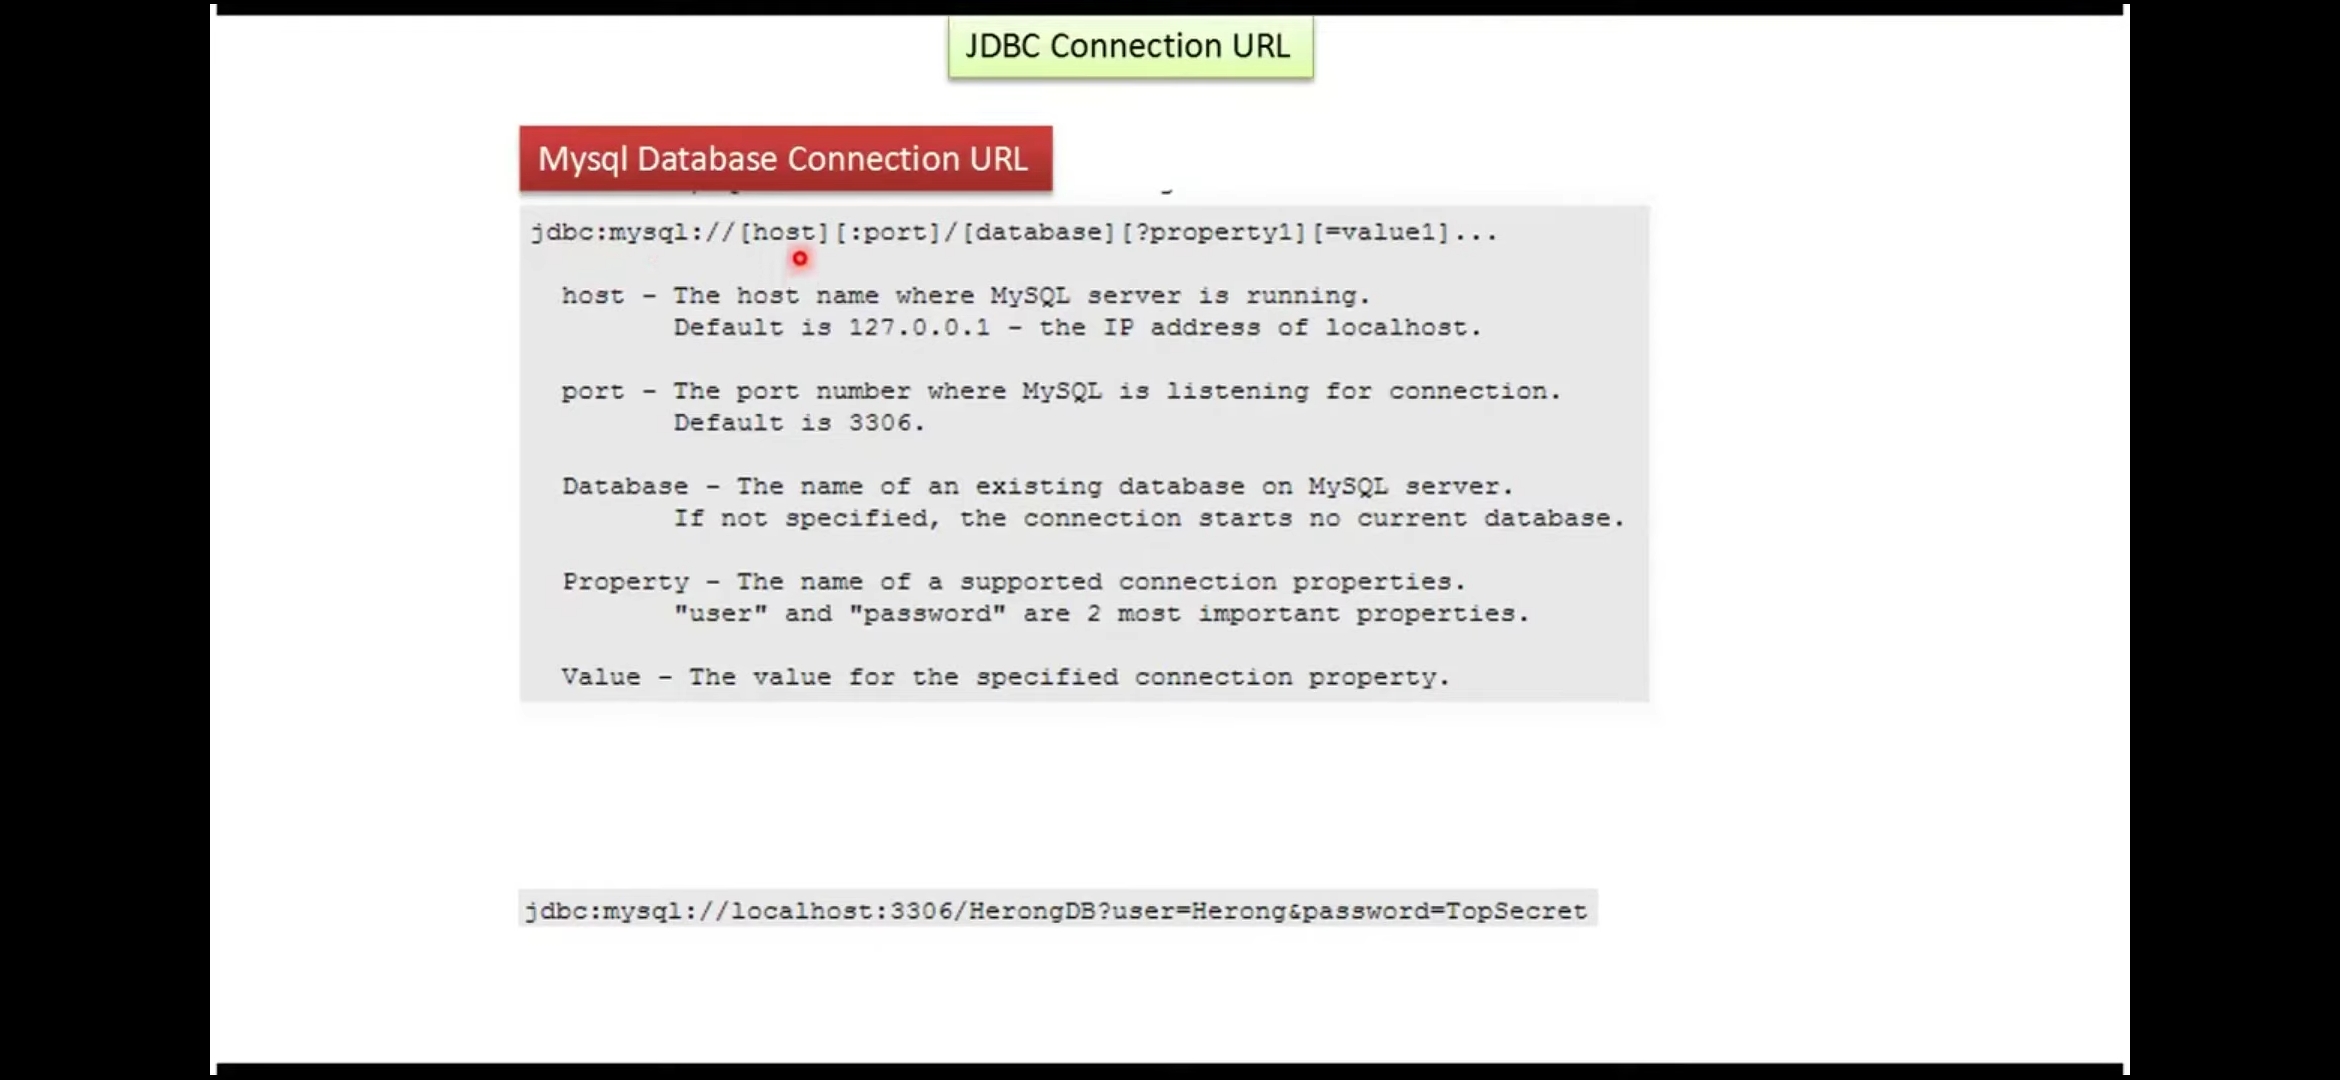 JDBC Connection URL
Mysql Database Connection URL
jdbc:mysql://[host][:port]/[database][?property1][=value1]...
host - The host name where MySQL server is running.
Default is 127.0.0.1 - the IP address of localhost.
port - The port number where MySQL is listening for connection.
Default is 3306.
Database - The name of an existing database on MySQL server.
If not specified, the connection starts no current database.
Property - The name of a supported connection properties.
"user" and "password" are 2 most important properties.
Value - The value for the specified connection property.
jdbc:mysql://localhost:3306/HerongDB?user=Herong&password=TopSecret